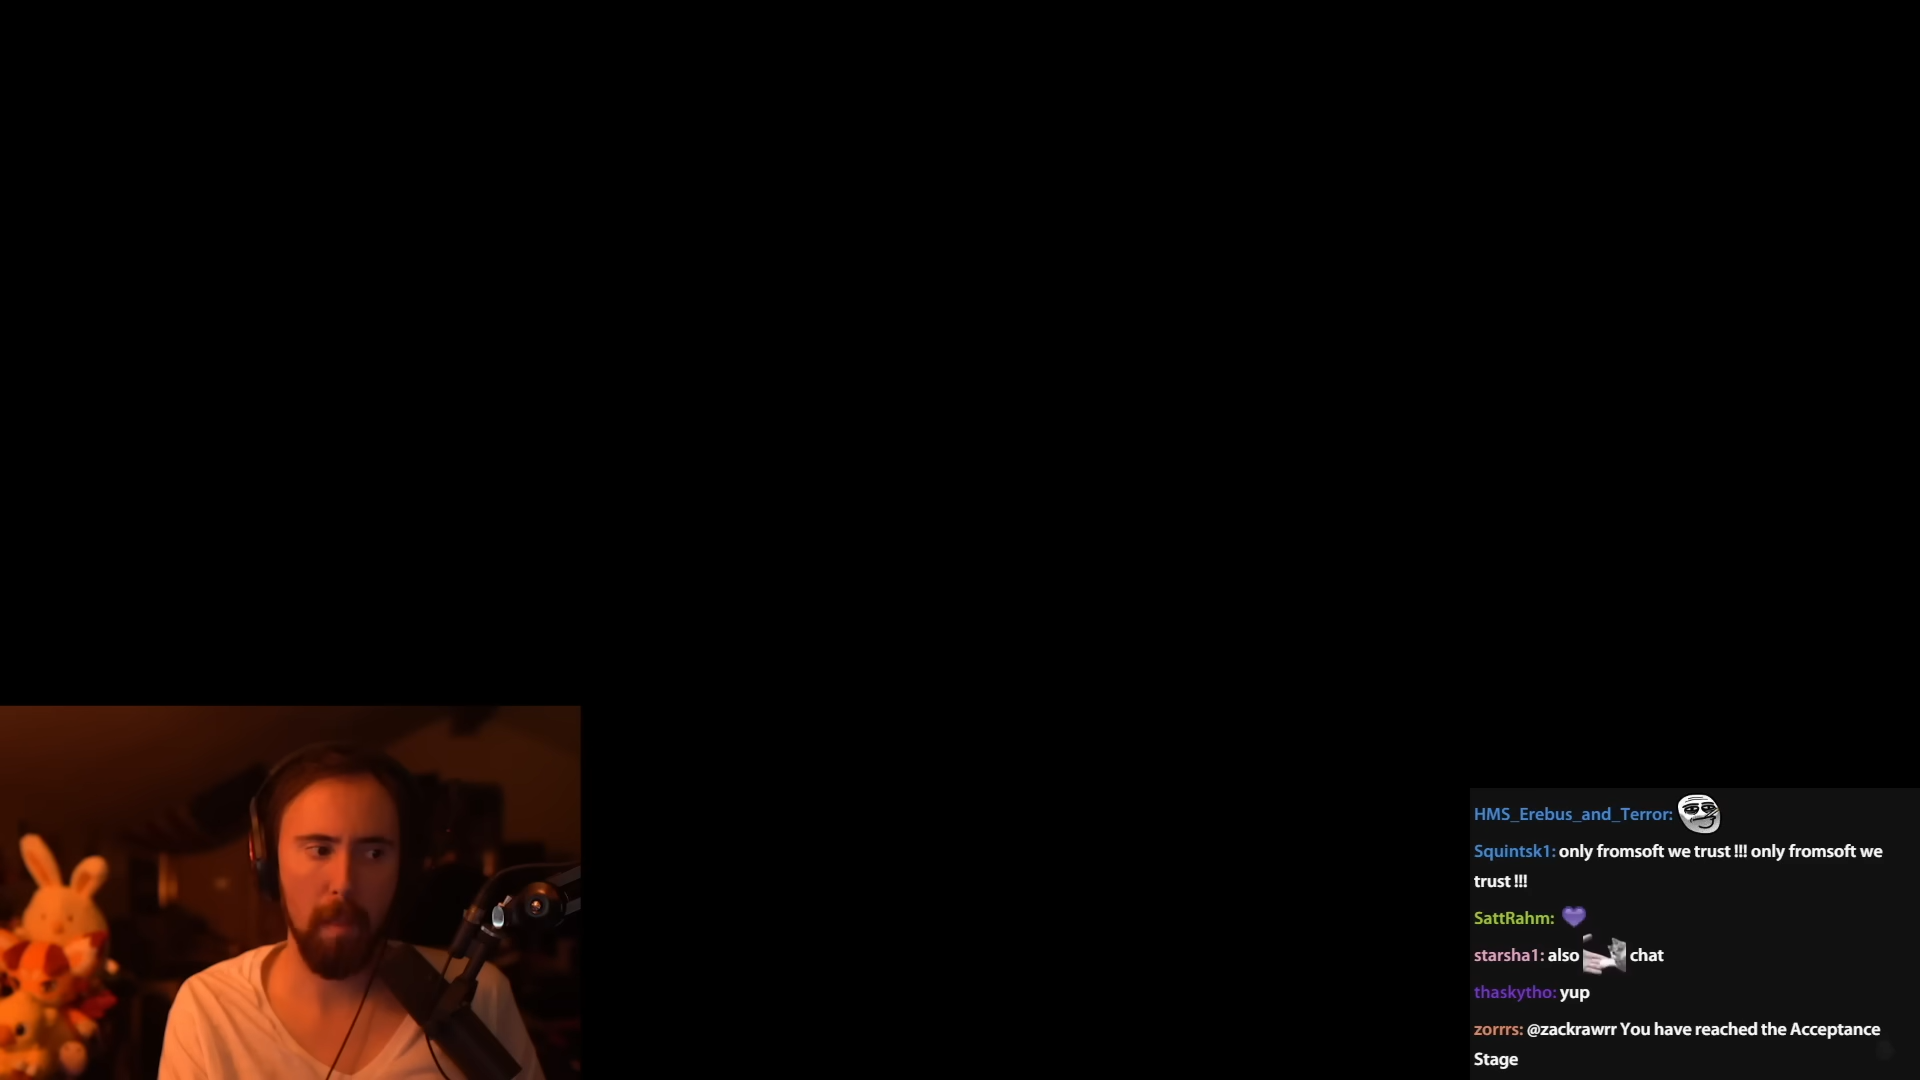 HMS_Erebus_and_Terror:
Squintsk1: only fromsoft we trust !!! only fromsoft we
trust !!!
SattRahm:
starsha1: also chat
thaskytho: yup
zorrrs: @zackrawrr You have reached the Acceptance
Stage